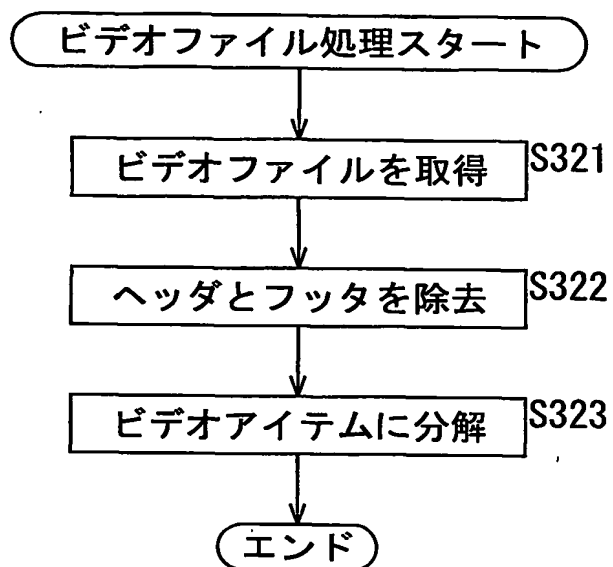 ビデオファイル処理スタート
ビデオファイルを取得 S321
ヘッダとフッタを除去 S322
ビデオアイテムに分解 S323
エンド